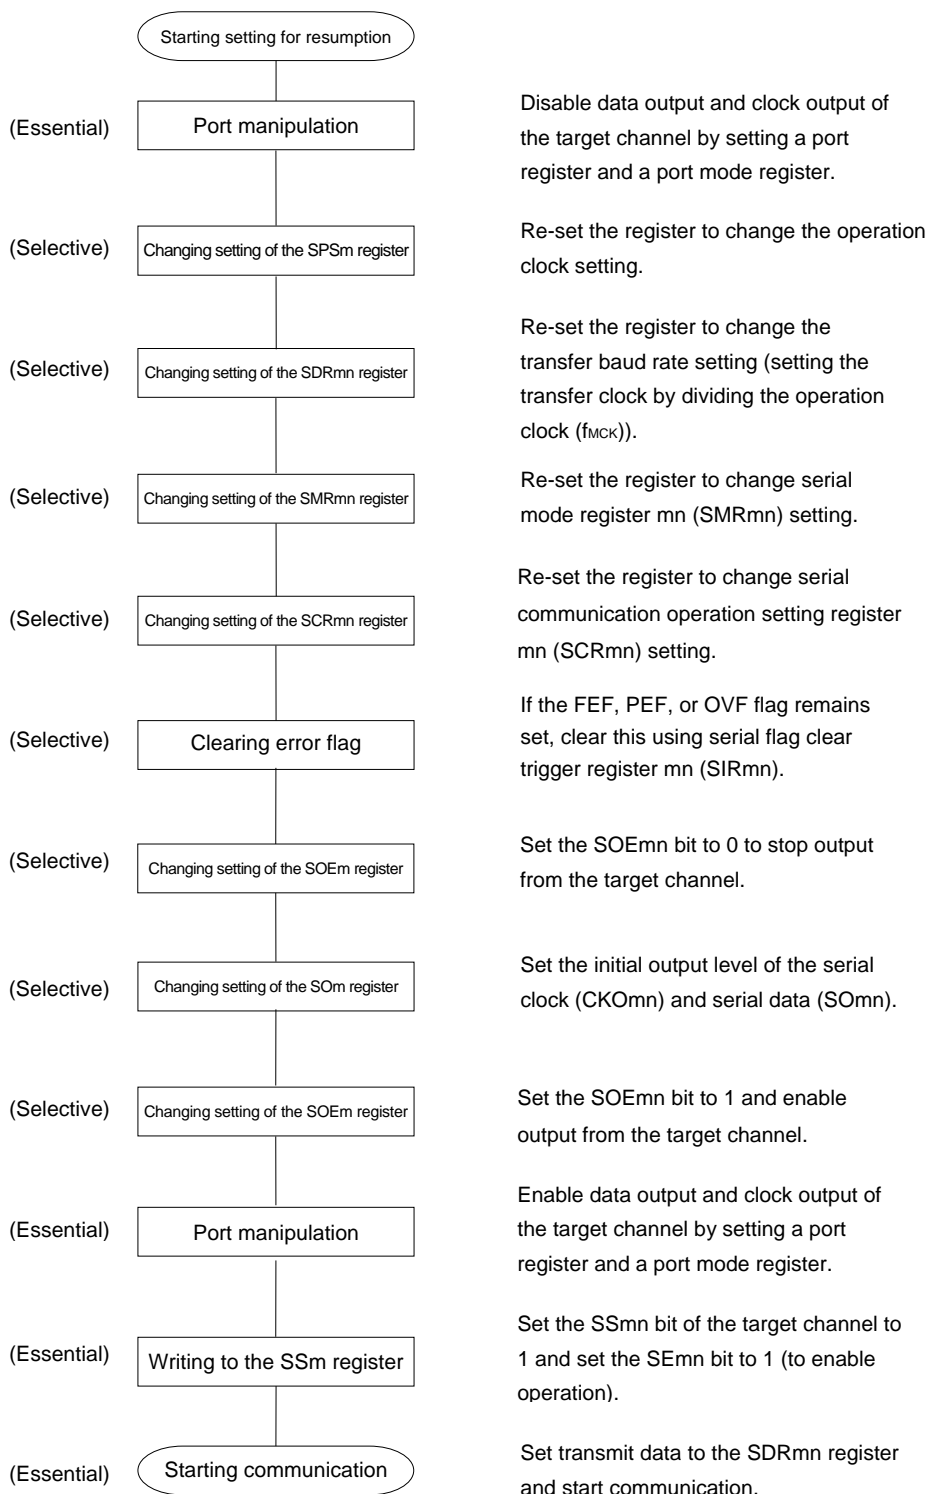 Starting setting for resumption
(Essential)
Port manipulation
Disable data output and clock output of
the target channel by setting a port
register and a port mode register.
(Selective)
Changing setting of the SPSm register
Re-set the register to change the operation
clock setting.
(Selective)
Changing setting of the SDRmn register
Re-set the register to change the
transfer baud rate setting (setting the
transfer clock by dividing the operation
clock (fMCK)).
(Selective)
Changing setting of the SMRmn register
Re-set the register to change serial
mode register mn (SMRmn) setting.
(Selective)
Changing setting of the SCRmn register
Re-set the register to change serial
communication operation setting register
mn (SCRmn) setting.
(Selective)
Clearing error flag
If the FEF, PEF, or OVF flag remains
set, clear this using serial flag clear
trigger register mn (SIRmn).
(Selective)
Changing setting of the SOEm register
Set the SOEmn bit to 0 to stop output
from the target channel.
(Selective)
Changing setting of the SOm register
Set the initial output level of the serial
clock (CKOmn) and serial data (SOmn).
(Selective)
Changing setting of the SOEm register
Set the SOEmn bit to 1 and enable
output from the target channel.
(Essential)
Port manipulation
Enable data output and clock output of
the target channel by setting a port
register and a port mode register.
(Essential)
Writing to the SSm register
Set the SSmn bit of the target channel to
1 and set the SEmn bit to 1 (to enable
operation).
(Essential)
Starting communication
Set transmit data to the SDRmn register
and start communication.